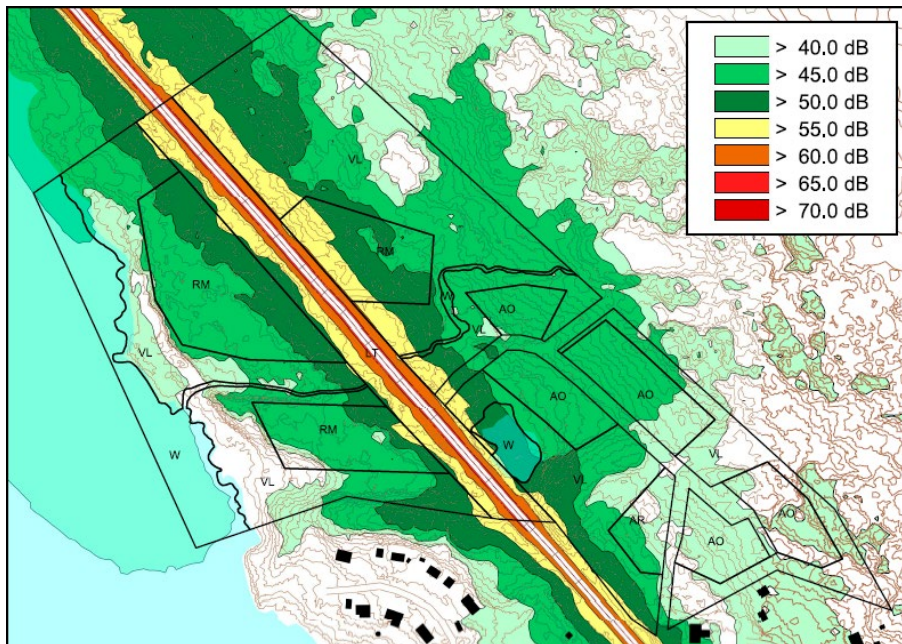 > 40.0 dB
> 45.0 dB
> 50.0 dB
> 55.0 dB
> 60.0 dB
> 65.0 dB
> 70.0 dB
VL
RM
RM
W
AO
VL
LT
VL
AO
AO
RM
W
W
VL
VL
VL
AR
AO
AO